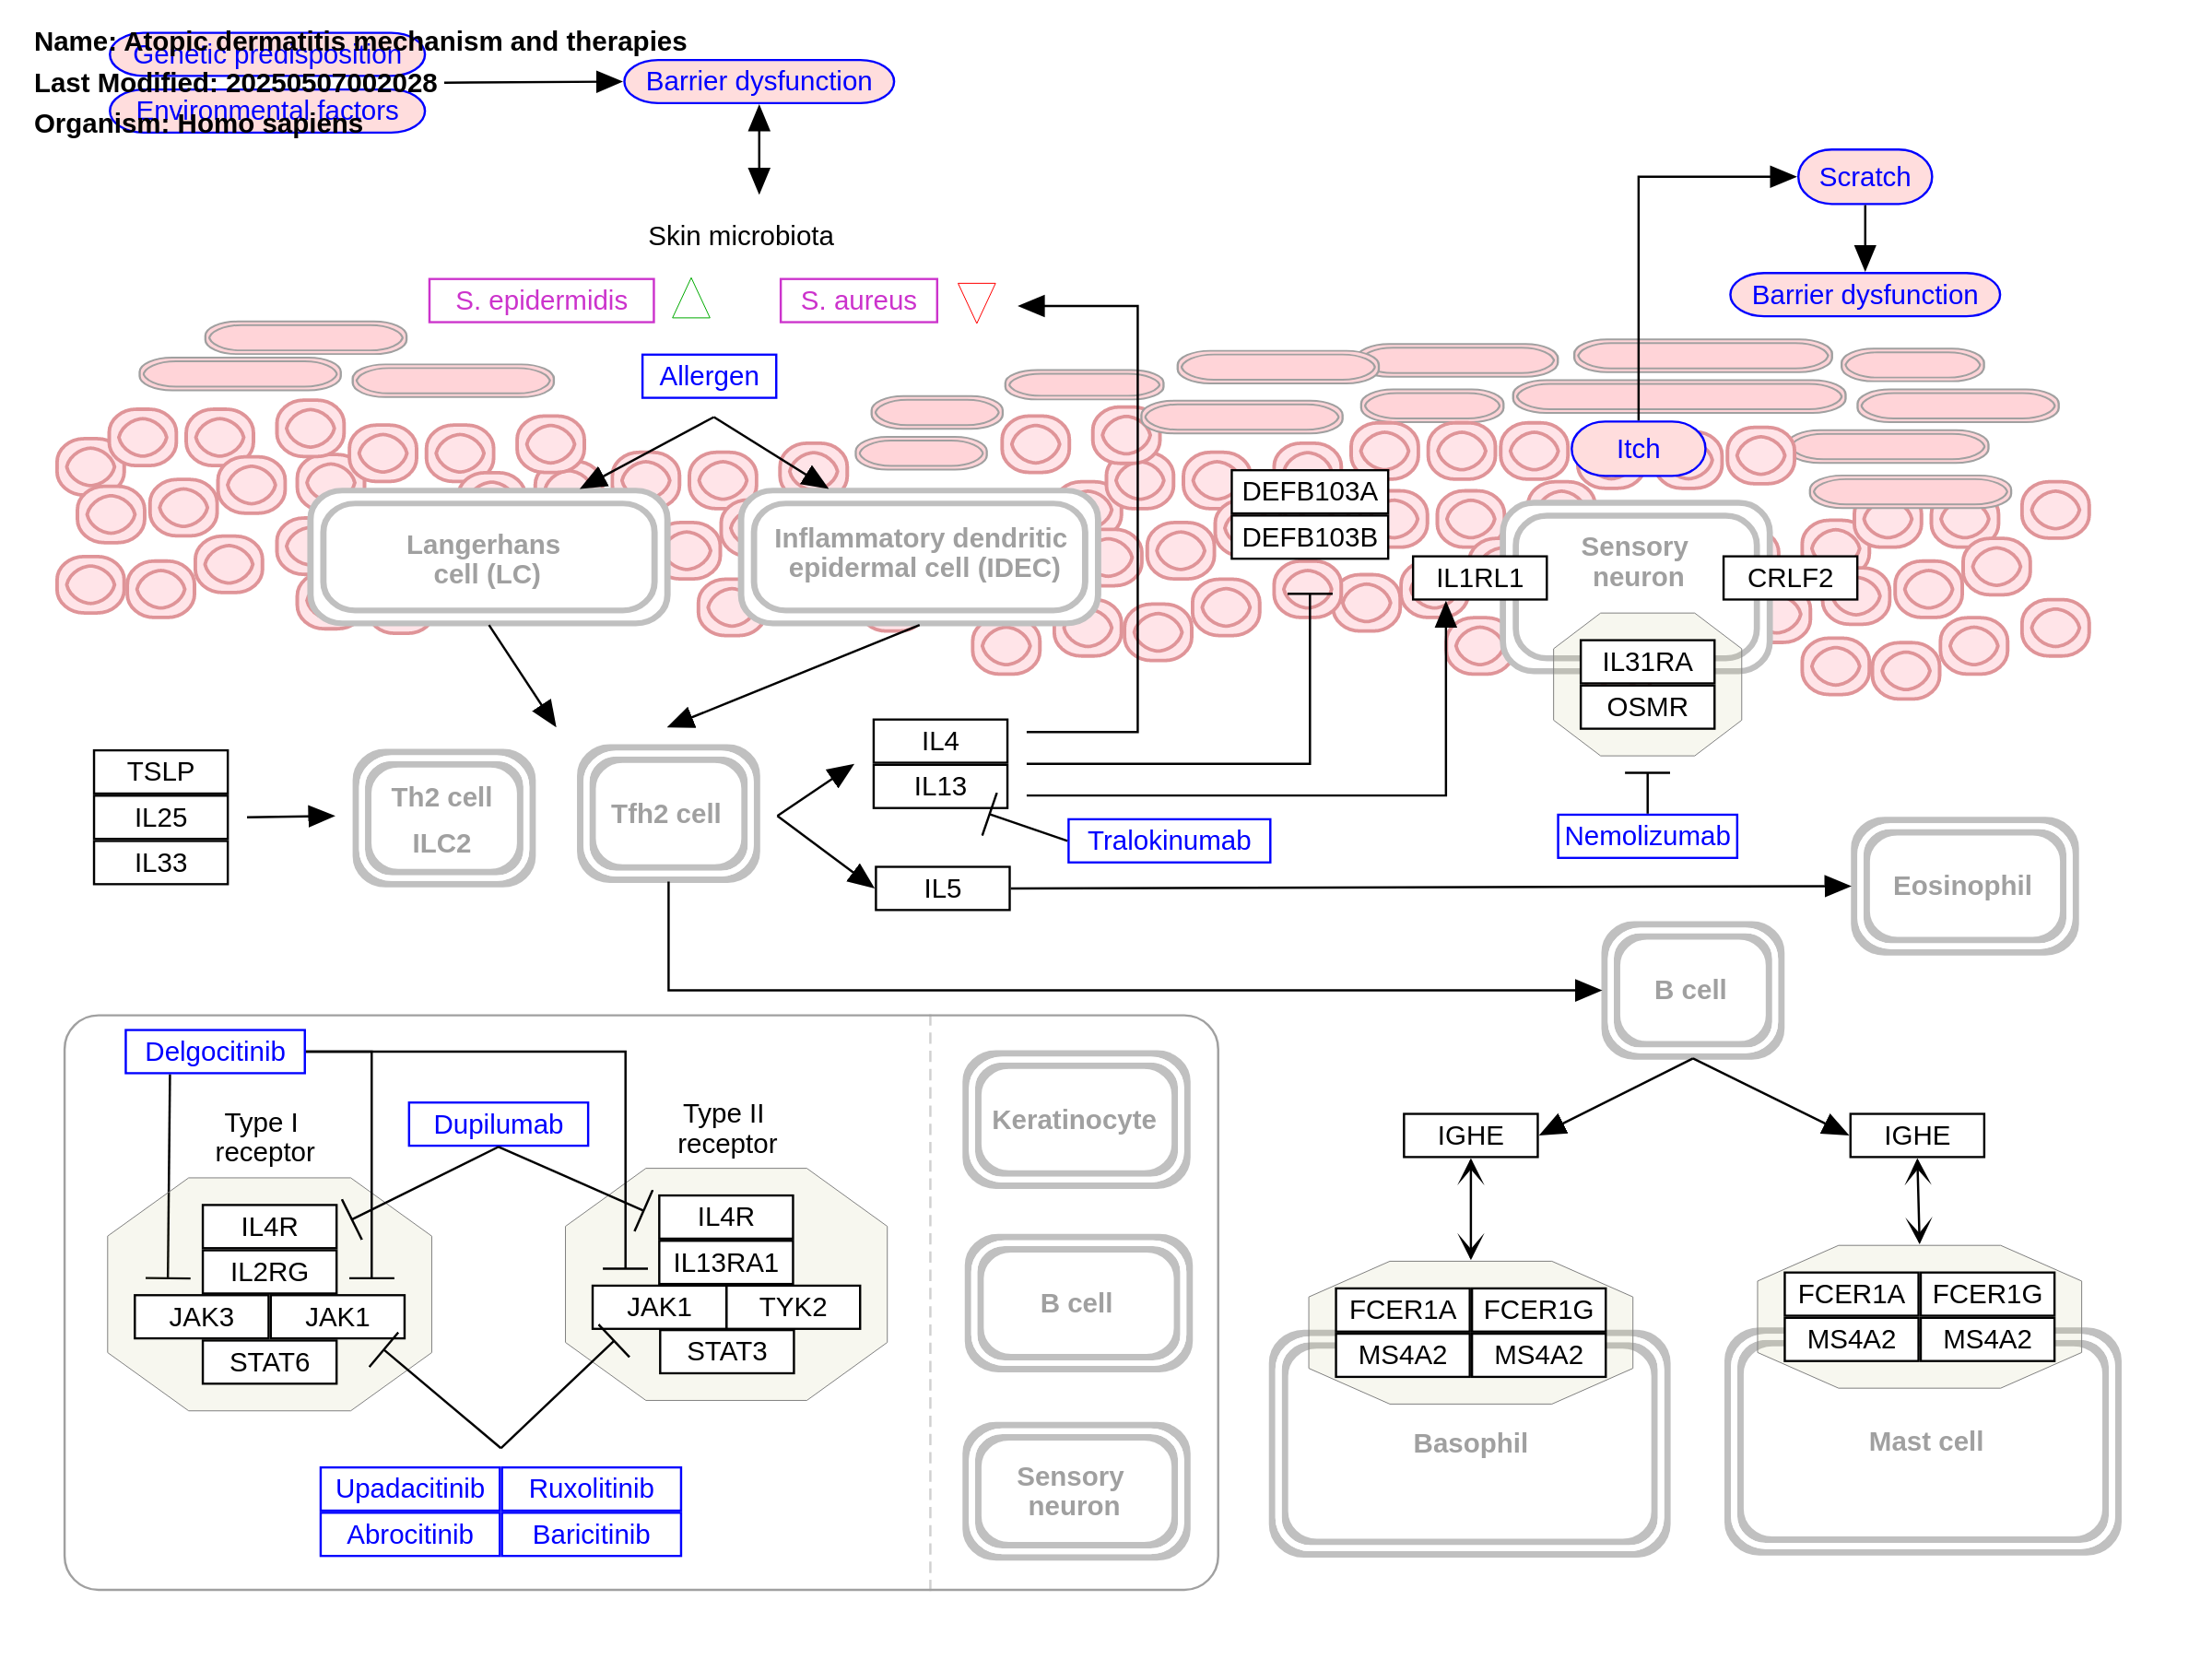 Name: Atopic dermatitis mechanism and therapies
Genetic predisposition
Last Modified: 20250507002028
Environmental factors
Organism: Homo sapiens
Barrier dysfunction
Scratch
Skin microbiota
S. epidermidis
S. aureus
Barrier dysfunction
Allergen
Itch
DEFB103A
DEFB103B
Langerhans
cell (LC)
Inflammatory dendritic
epidermal cell (IDEC)
Sensory
neuron
IL1RL1
CRLF2
IL31RA
OSMR
TSLP
IL25
IL33
Th2 cell
ILC2
Tfh2 cell
IL4
IL13
Tralokinumab
Nemolizumab
IL5
Eosinophil
B cell
Delgocitinib
Dupilumab
Type I
receptor
Type II
receptor
IL4R
IL2RG
JAK3
JAK1
STAT6
IL4R
IL13RA1
JAK1
TYK2
STAT3
Upadacitinib
Ruxolitinib
Abrocitinib
Baricitinib
Keratinocyte
B cell
Sensory
neuron
IGHE
IGHE
FCER1A
FCER1G
MS4A2
MS4A2
Basophil
FCER1A
FCER1G
MS4A2
MS4A2
Mast cell